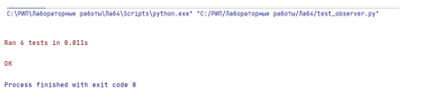 C:\РИП\Лабораторные работы\Лаб4\Scripts\python.exe" "C:/РИП/Лабораторные работы/Лаб4/test_observer.py"
Ran 6 tests in 0.011s
OK
Process finished with exit code 0